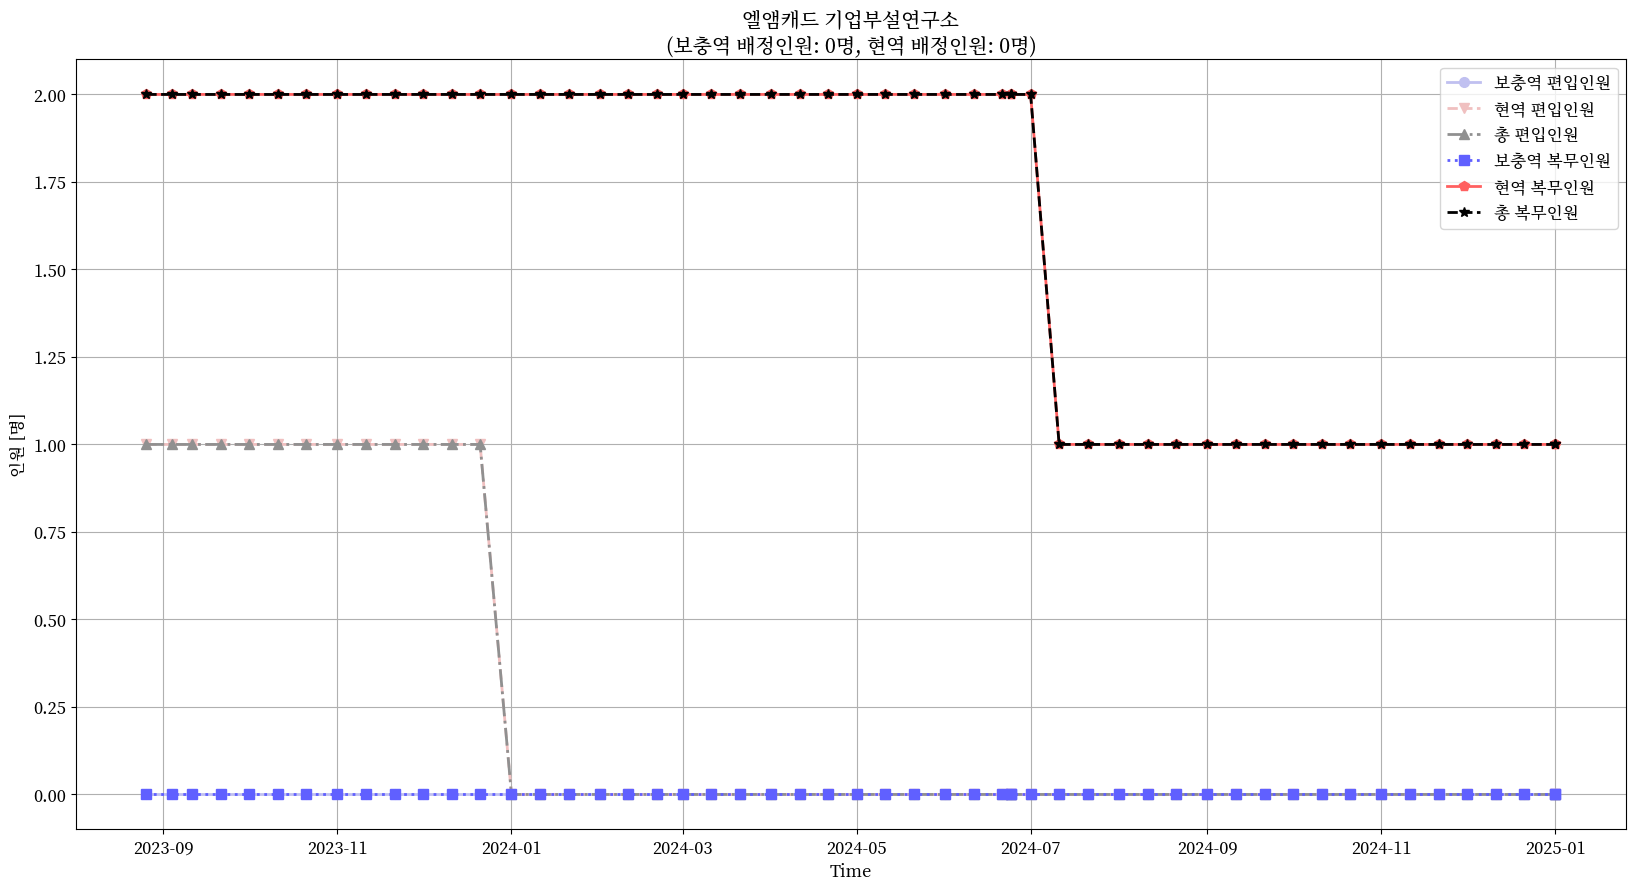 엘앰캐드 기업부설연구소
(보충역 배정인원: 0명, 현역 배정인원: 0명)
2.00
1.75
1.50
1.25
1.00
0.75
0.50
0.25
0.00
인원 [명]
보충역 편입인원
현역 편입인원
총 편입인원
보충역 복무인원
현역 복무인원
총 복무인원
2023-09
2023-11
2024-01
2024-03
2024-05
2024-07
2024-09
2024-11
2025-01
Time